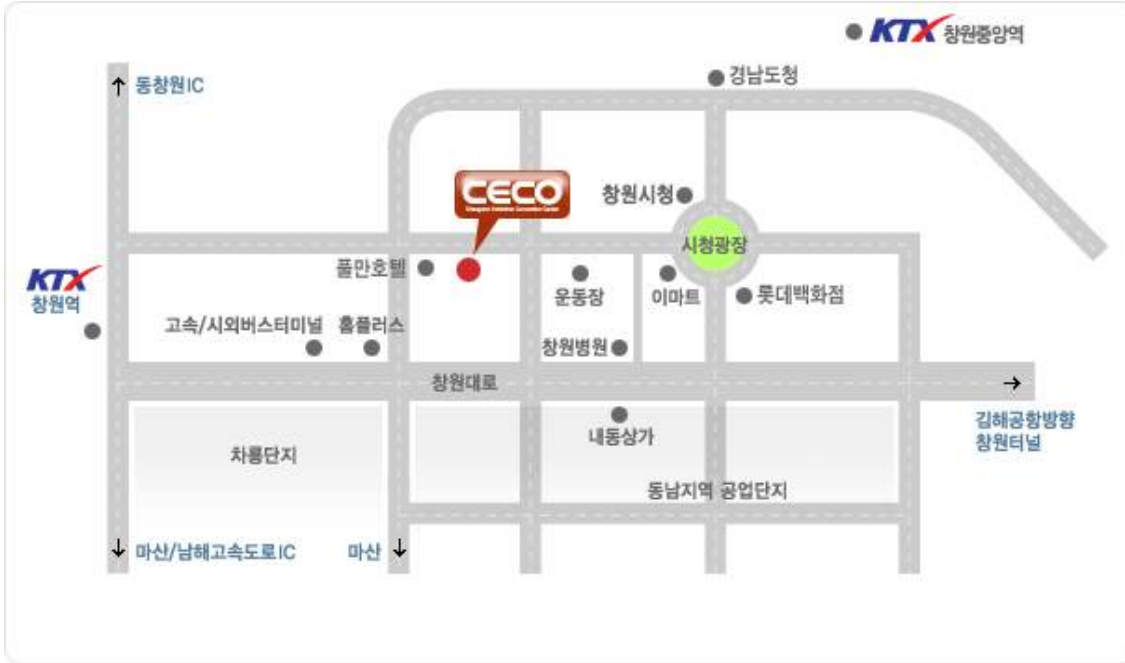 KTX 창원중앙역
경남도청
동창원IC
CECO
Changwon Exhibition Convention Center
창원시청
시청광장
풀만호텔
KTX
창원역
운동장
이마트
롯데백화점
고속/시외버스터미널
홈플러스
창원병원
창원대로
김해공항방향
창원터널
내동상가
차룡단지
동남지역 공업단지
마산/남해고속도로IC
마산